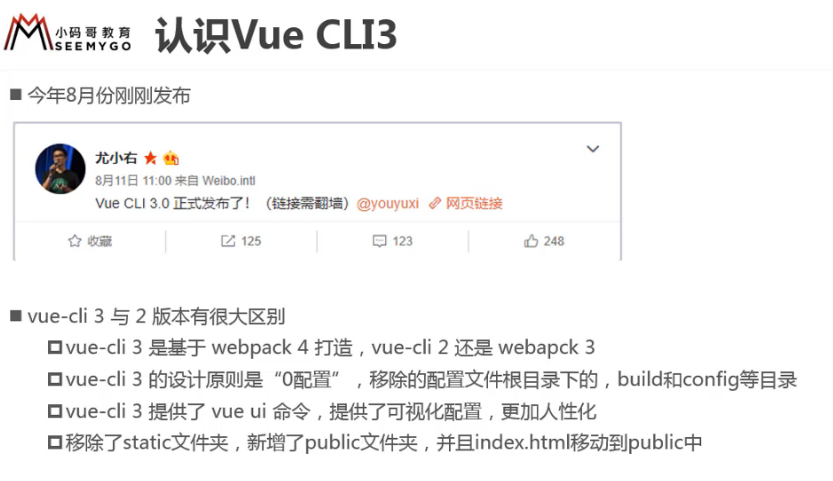 小码哥教育
SEEMYGO
认识Vue CLI3
今年8月份刚刚发布
尤小右
8月11日 11:00 来自 Weibo.intl
Vue CLI 3.0 正式发布了！（链接需翻墙）@youyuxi 网页链接
收藏 125 123 248
vue-cli 3 与 2 版本有很大区别
vue-cli 3 是基于 webpack 4 打造，vue-cli 2 还是 webapck 3
vue-cli 3 的设计原则是“0配置”，移除的配置文件根目录下的，build和config等目录
vue-cli 3 提供了 vue ui 命令，提供了可视化配置，更加人性化
移除了static文件夹，新增了public文件夹，并且index.html移动到public中